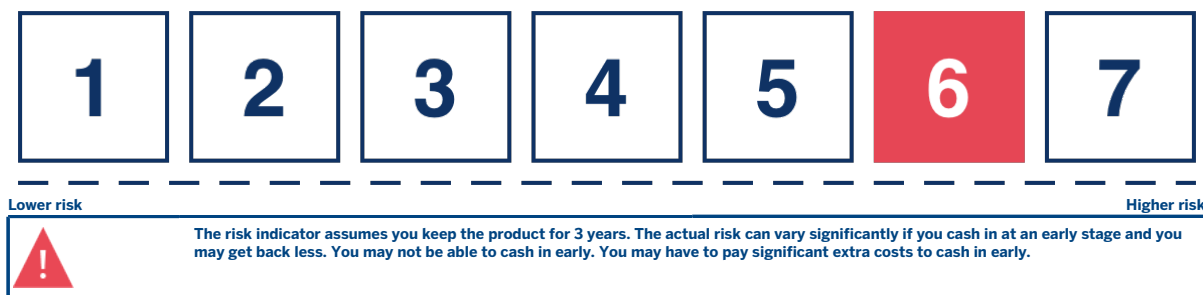 1 2 3 4 5 6 7
Lower risk Higher risk
!
The risk indicator assumes you keep the product for 3 years. The actual risk can vary significantly if you cash in at an early stage and you
may get back less. You may not be able to cash in early. You may have to pay significant extra costs to cash in early.